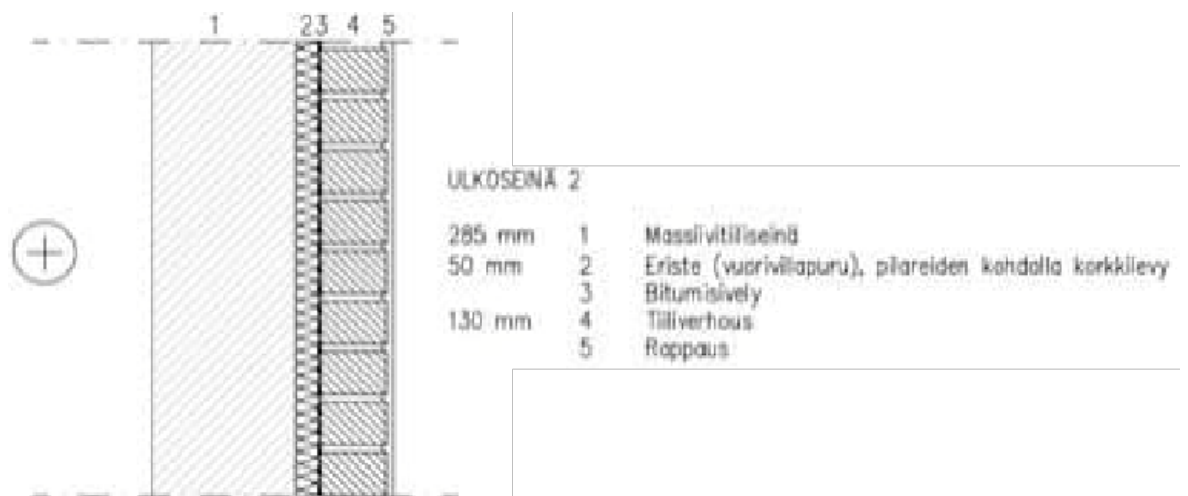 1 2 3 4 5
ULKOSEINÄ 2
285 mm 1 Massiivitiiliseinä
50 mm 2 Eriste (vuorivillapuru), pilareiden kohdalla korkkilevy
3 Bitumisively
130 mm 4 Tiiliverhous
5 Rappaus